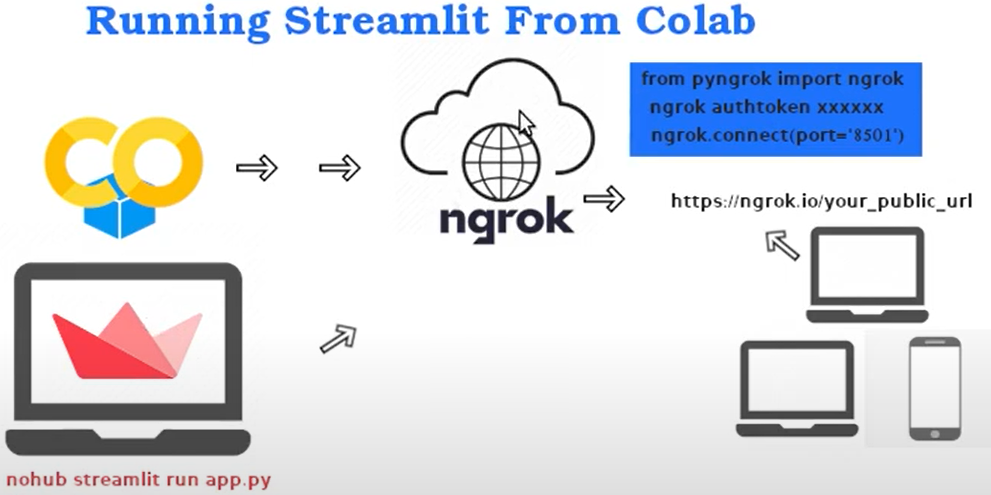 Running Streamlit From Colab
from pyngrok import ngrok
ngrok authtoken xxxxxx
ngrok.connect(port='8501')
ngrok
https://ngrok.io/your_public_url
nohub streamlit run app.py